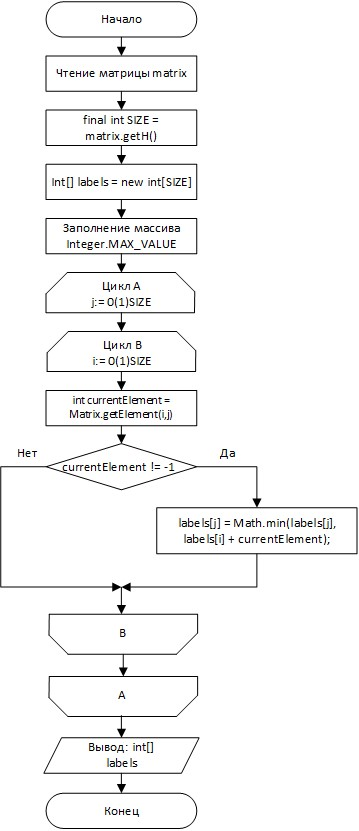 Начало
Чтение матрицы matrix
final int SIZE =
matrix.getH()
Int[] labels = new int[SIZE]
Заполнение массива
Integer.MAX_VALUE
Цикл A
j:= 0(1)SIZE
Цикл B
i:= 0(1)SIZE
int currentElement =
Matrix.getElement(i,j)
Нет
currentElement != -1
Да
labels[j] = Math.min(labels[j],
labels[i] + currentElement);
B
A
Вывод: int[]
labels
Конец